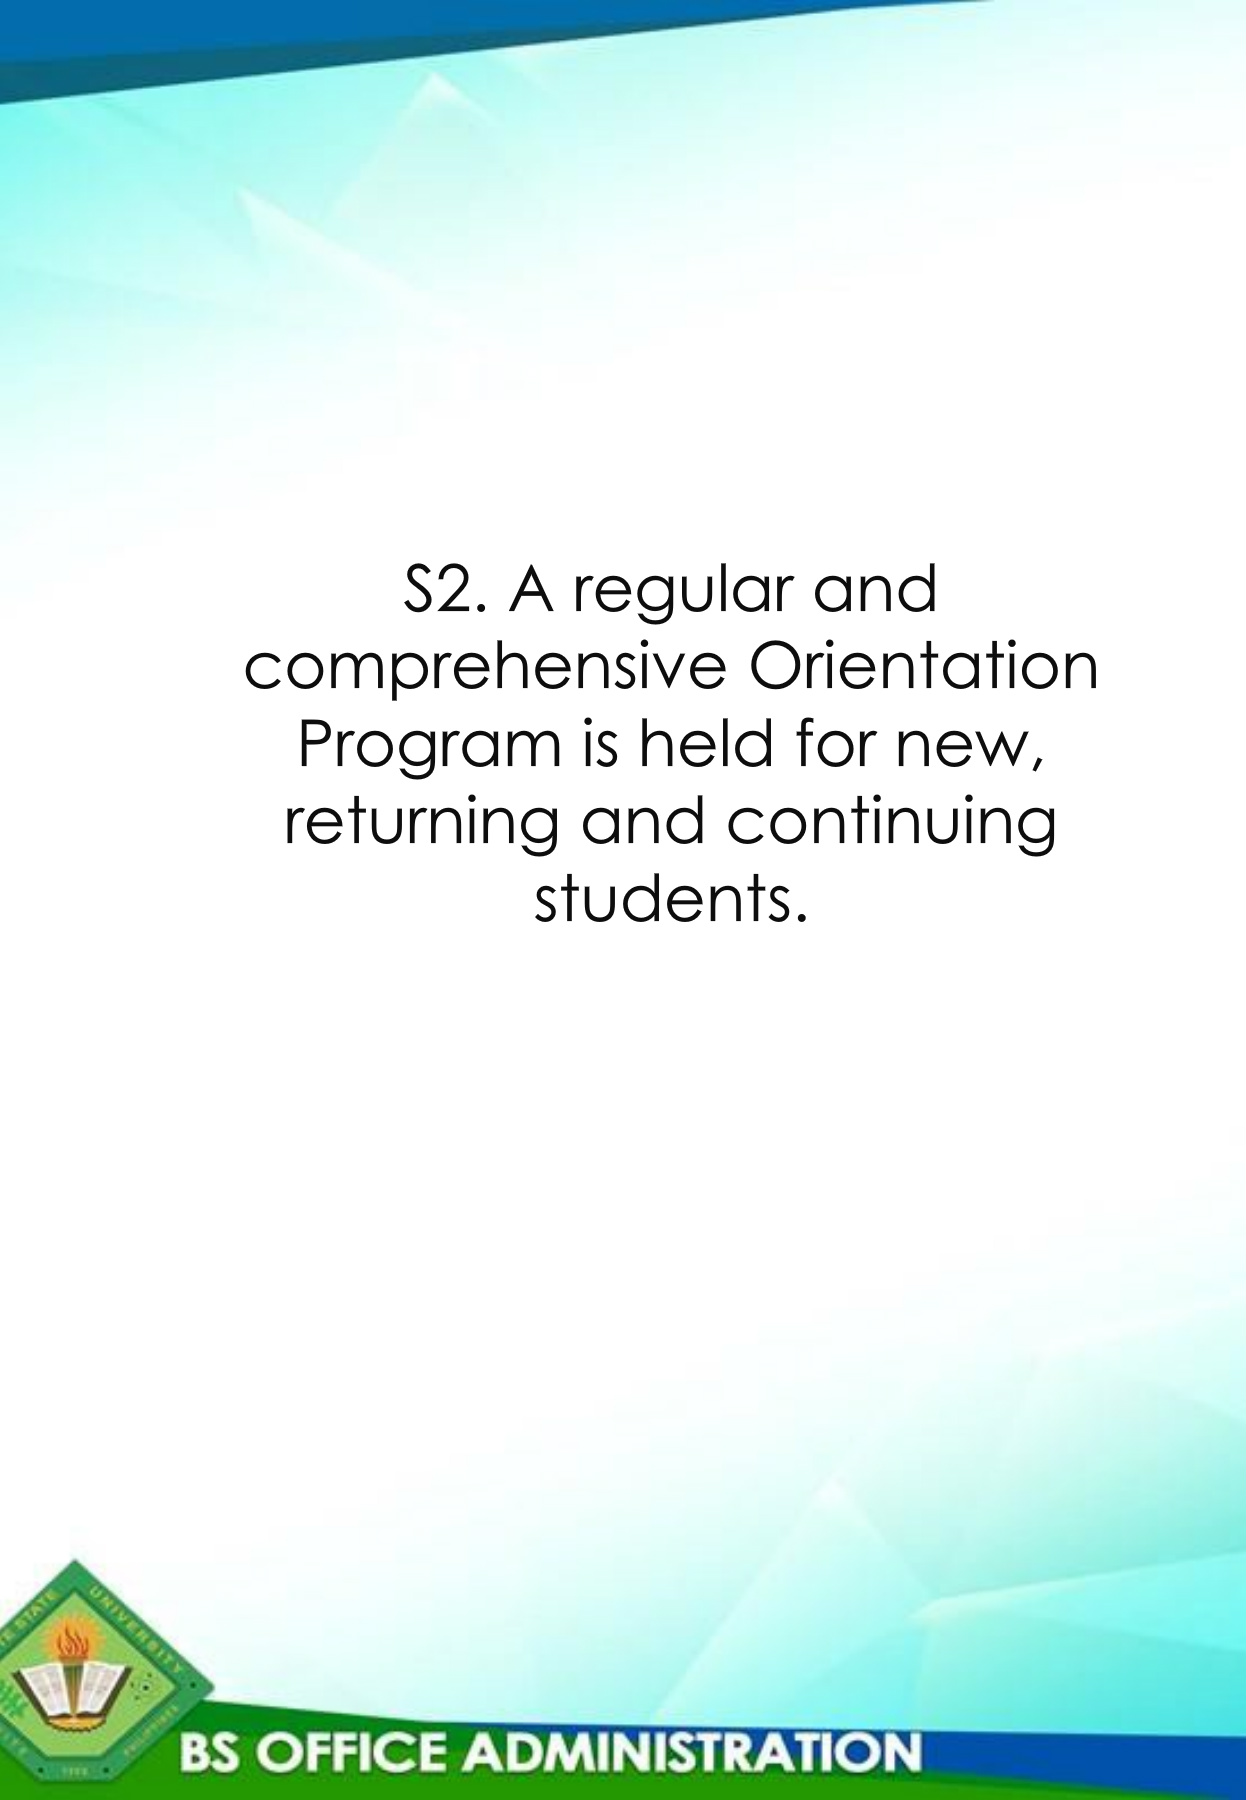 S2. A regular and
comprehensive Orientation
Program is held for new,
returning and continuing
students.
STATE UNIVERSITY
BS OFFICE ADMINISTRATION